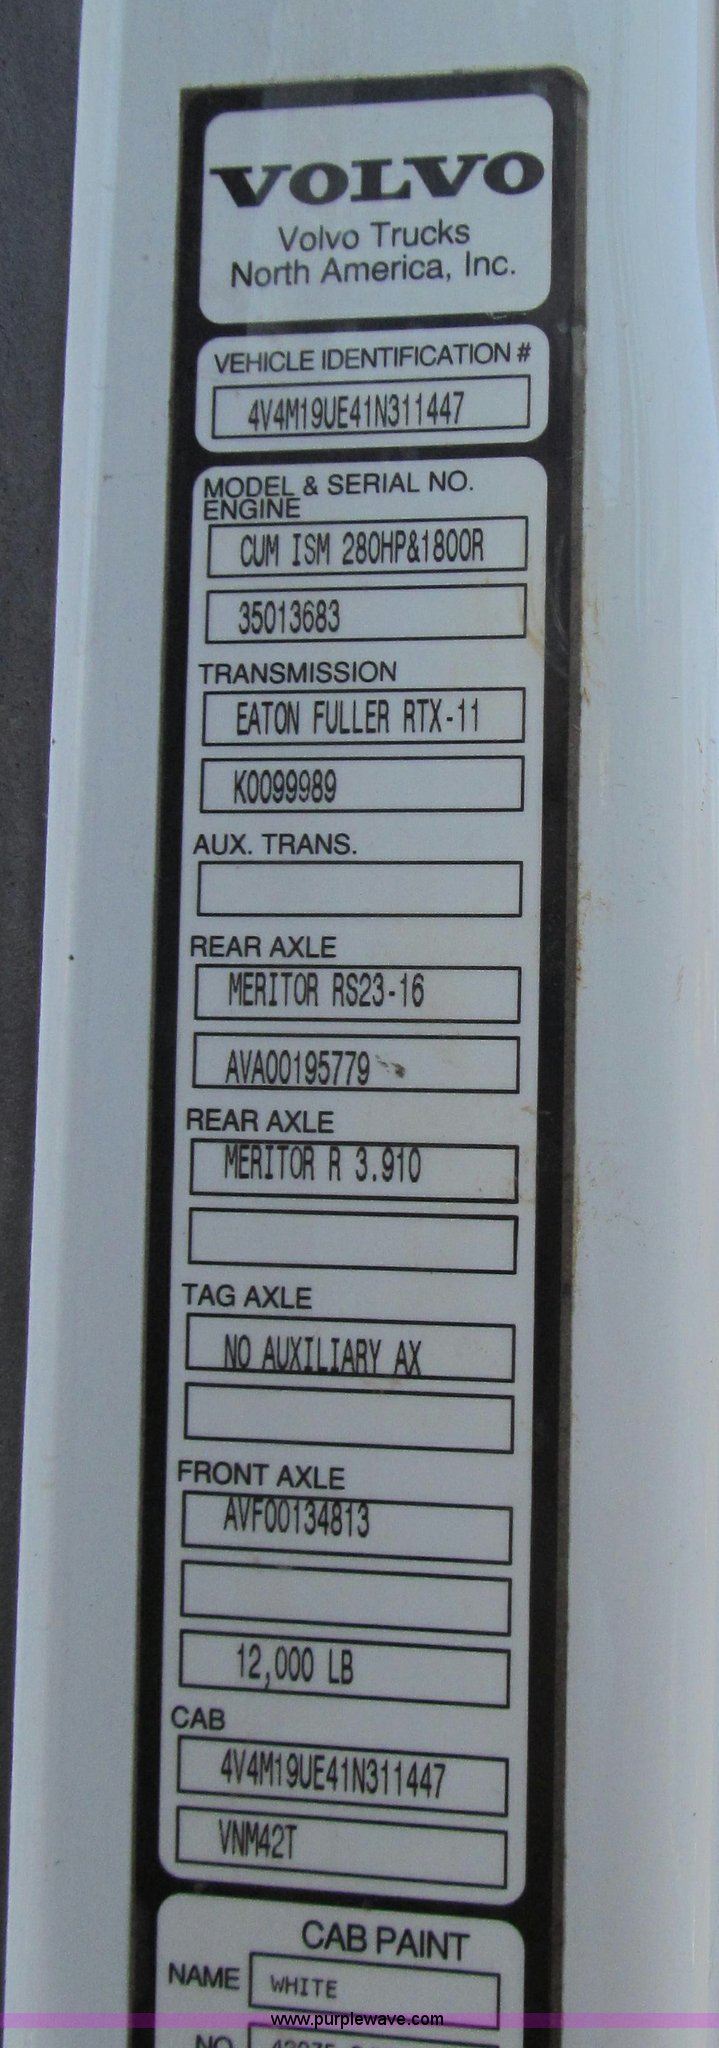 VOLVO
Volvo Trucks
North America, Inc.
VEHICLE IDENTIFICATION #
4V4M19UE41N311447
MODEL & SERIAL NO.
ENGINE
CUM ISM 280HP&1800R
35013683
TRANSMISSION
EATON FULLER RTX-11
K0099989
AUX. TRANS.
REAR AXLE
MERITOR RS23-16
AVA00195779
REAR AXLE
MERITOR R 3.910
TAG AXLE
NO AUXILIARY AX
FRONT AXLE
AVF00134813
12,000 LB
CAB
4V4M19UE41N311447
VNM42T
CAB PAINT
NAME WHITE
www.purplewave.com
NO.